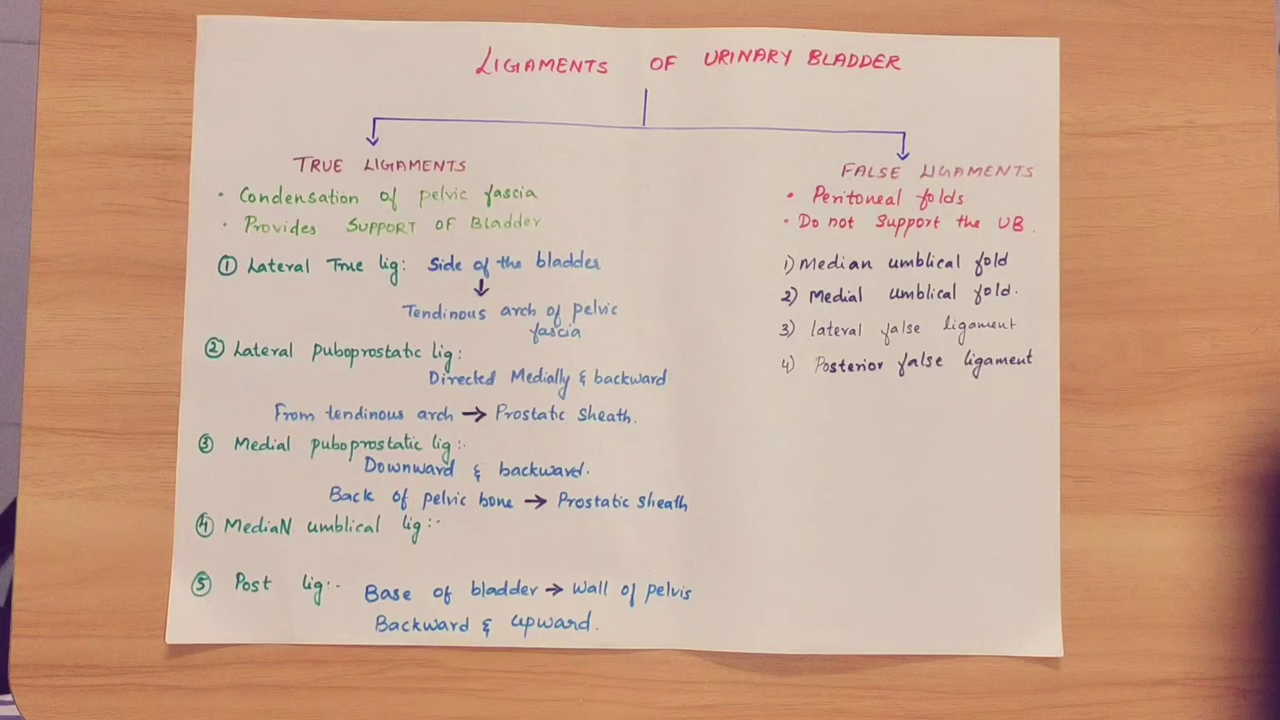 LIGAMENTS OF URINARY BLADDER
TRUE LIGAMENTS
• Condensation of pelvic fascia
• Provides SUPPORT OF Bladder
① Lateral True lig: Side of the bladder
↓
Tendinous arch of pelvic
fascia
② Lateral puboprostatic lig:
Directed Medially & backward
From tendinous arch → Prostatic Sheath.
③ Medial puboprostatic lig:-
Downward & backward.
Back of pelvic bone → Prostatic Sheath
④ MediaN umblical lig:-
⑤ Post lig:- Base of bladder → Wall of pelvis
Backward & upward.
FALSE LIGAMENTS
• Peritoneal folds
• Do not Support the UB.
1) Median umblical fold
2) Medial umblical fold.
3) lateral false ligament
4) Posterior false ligament